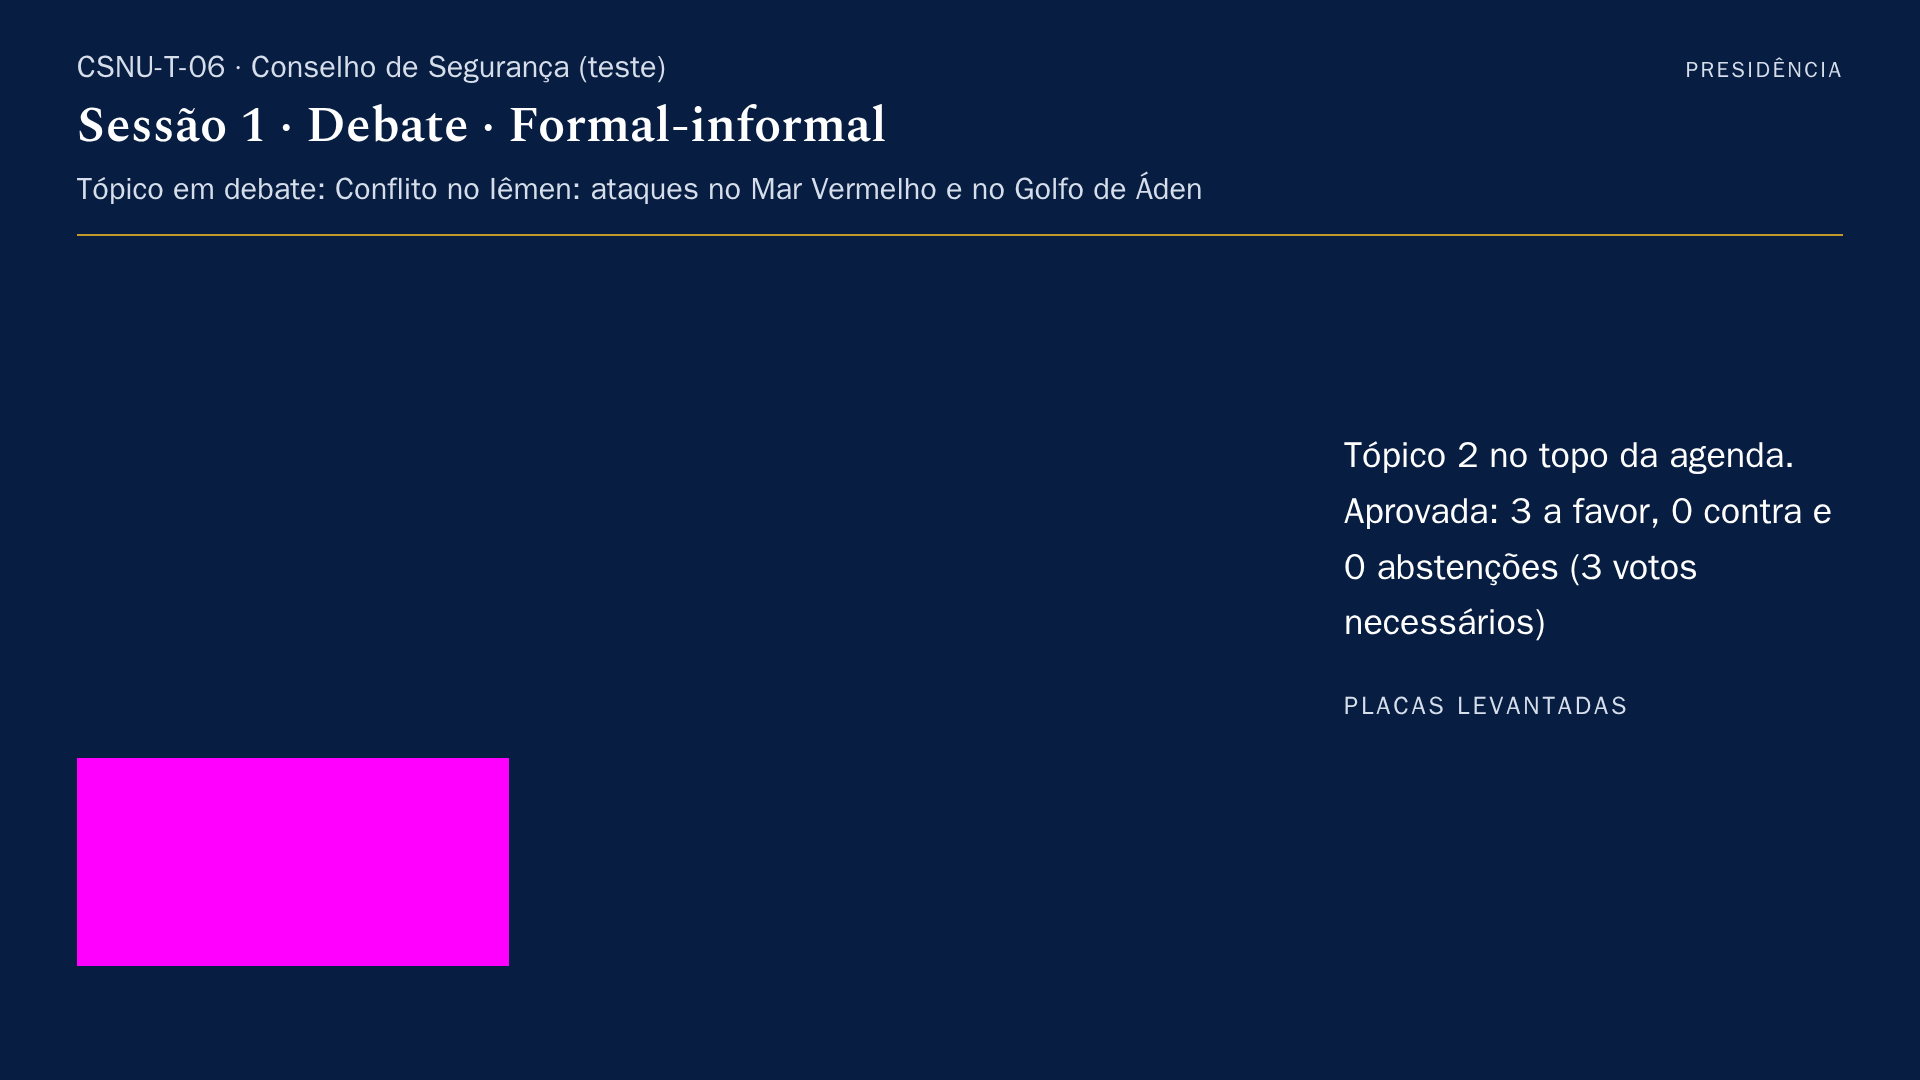 CSNU-T-06 · Conselho de Segurança (teste)
PRESIDÊNCIA
Sessão 1 · Debate · Formal-informal
Tópico em debate: Conflito no Iêmen: ataques no Mar Vermelho e no Golfo de Áden
Tópico 2 no topo da agenda.
Aprovada: 3 a favor, 0 contra e
0 abstenções (3 votos
necessários)
PLACAS LEVANTADAS